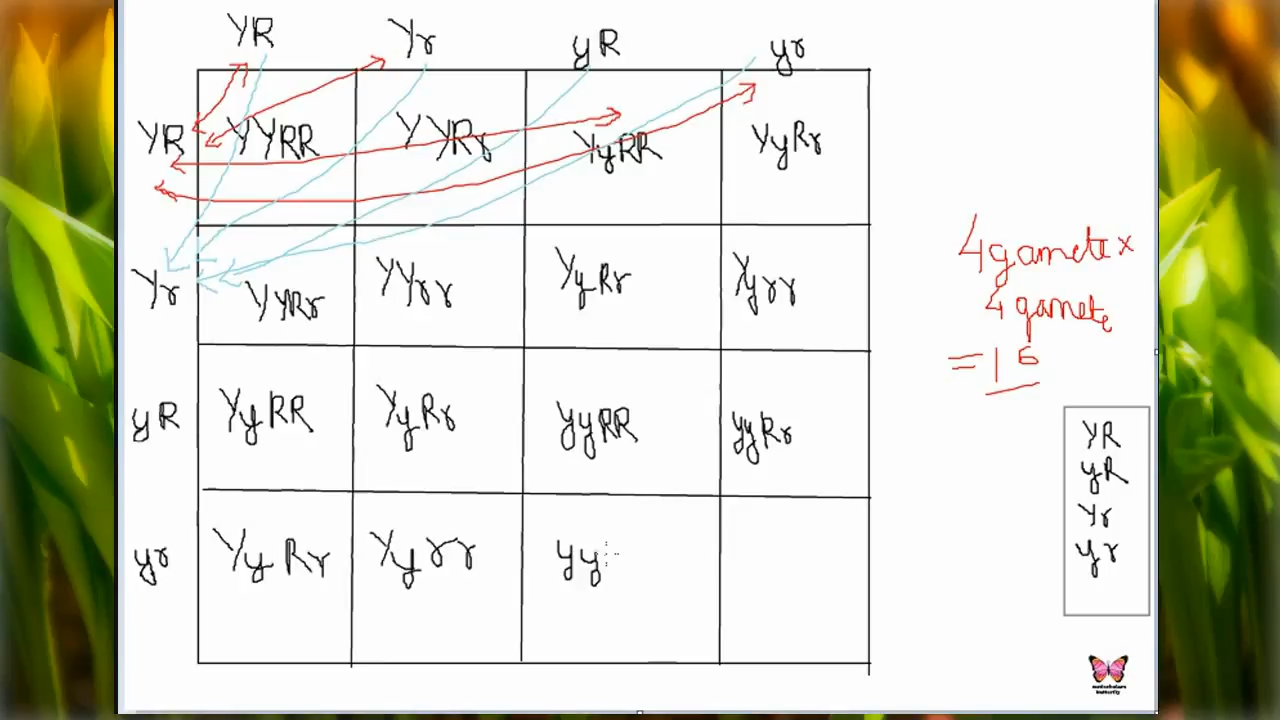 YR Yr yR yr
YR YYRR YYRr YyRR YyRr
Yr YYRr YYrr YyRr Yyrr
yR YyRR YyRr yyRR yyRr
yr YyRr Yyrr yy
4 gamete x
4 gamete
= 16
YR
yR
Yr
yr
butterfly